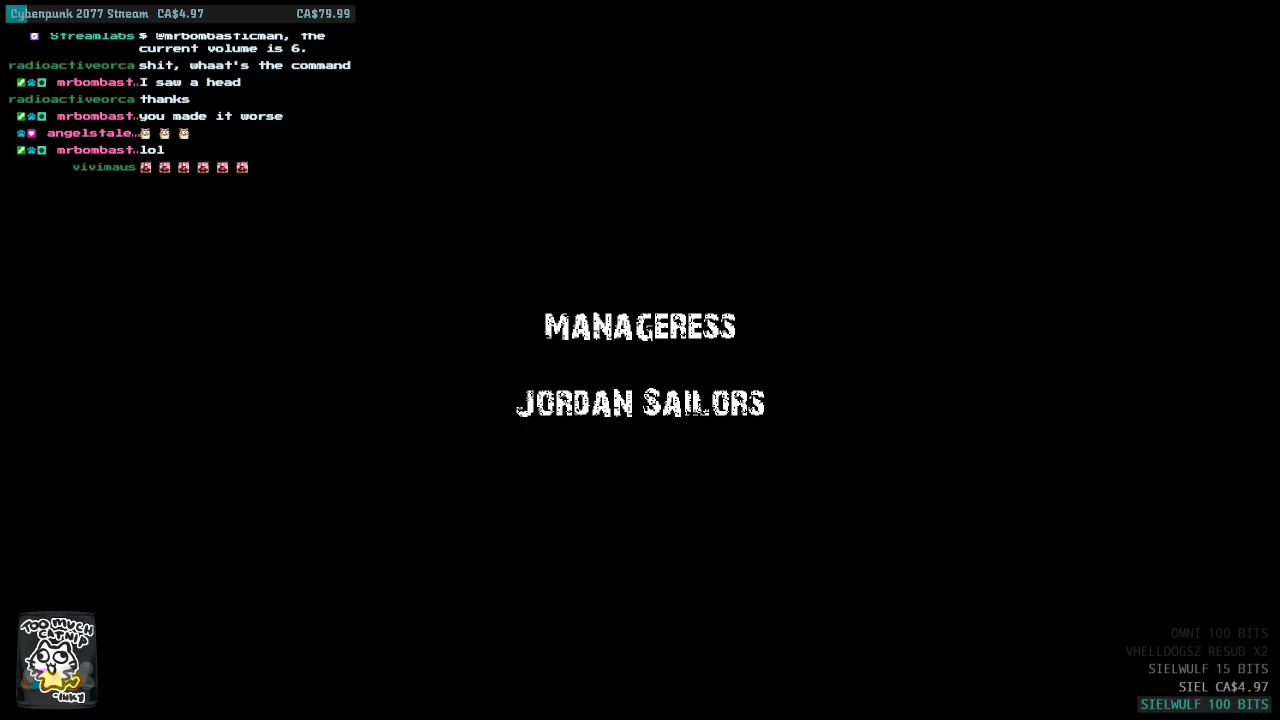 Cyberpunk 2077 Stream CA$4.97 CA$79.99
Streamlabs $ @mrbombasticman, the
current volume is 6.
radioactiveorca shit, whaat's the command
mrbombast.. I saw a head
radioactiveorca thanks
mrbombast.. you made it worse
angelstale...
mrbombast.. lol
vivimaus
MANAGERESS
JORDAN SAILORS
TOO MUCH
CATNIP
-INKY
OMNI 100 BITS
VHELLDOGSZ RESUB X2
SIELWULF 15 BITS
SIEL CA$4.97
SIELWULF 100 BITS